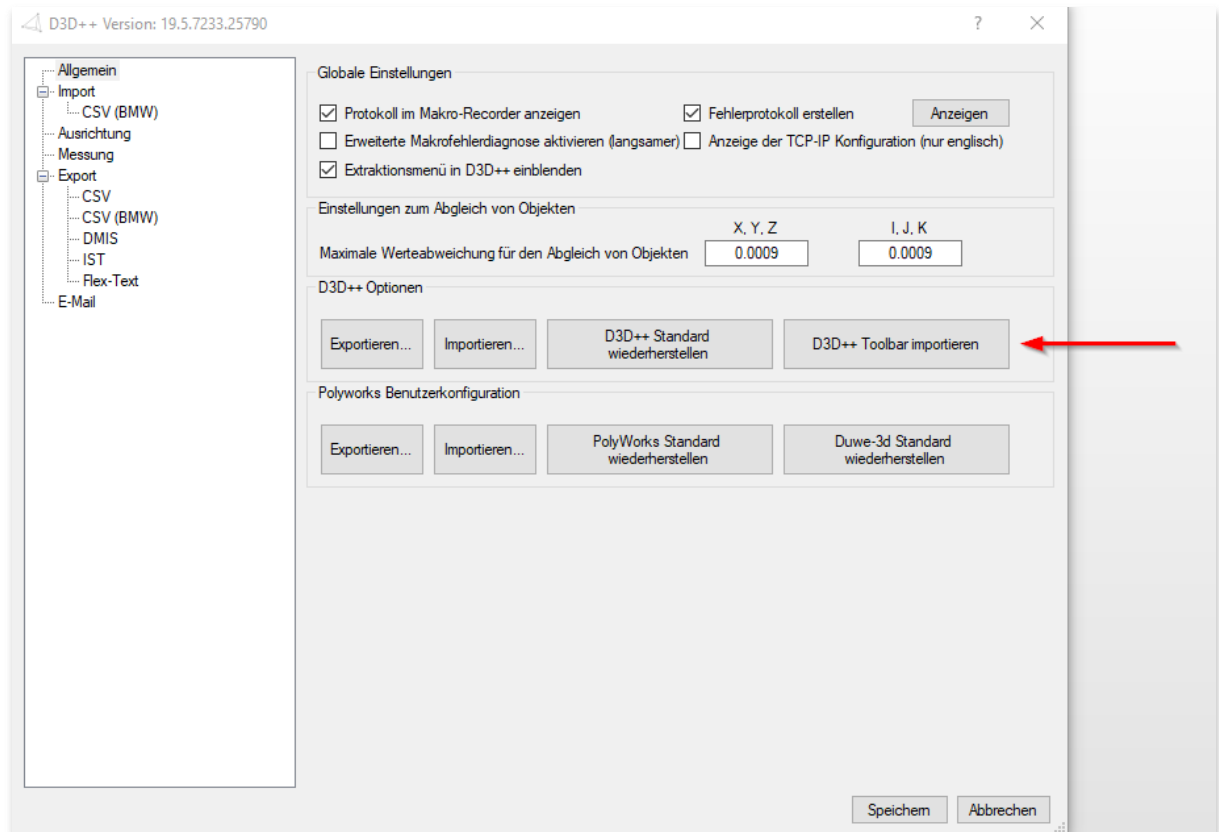 D3D++ Version: 19.5.7233.25790
?
Allgemein
Import
CSV (BMW)
Ausrichtung
Messung
Export
CSV
CSV (BMW)
DMIS
IST
Flex-Text
E-Mail
Globale Einstellungen
Protokoll im Makro-Recorder anzeigen
Fehlerprotokoll erstellen
Anzeigen
Erweiterte Makrofehlerdiagnose aktivieren (langsamer)
Anzeige der TCP-IP Konfiguration (nur englisch)
Extraktionsmenü in D3D++ einblenden
Einstellungen zum Abgleich von Objekten
X, Y, Z
I, J, K
Maximale Werteabweichung für den Abgleich von Objekten
0.0009
0.0009
D3D++ Optionen
Exportieren...
Importieren...
D3D++ Standard
wiederherstellen
D3D++ Toolbar importieren
Polyworks Benutzerkonfiguration
Exportieren...
Importieren...
PolyWorks Standard
wiederherstellen
Duwe-3d Standard
wiederherstellen
Speichern
Abbrechen